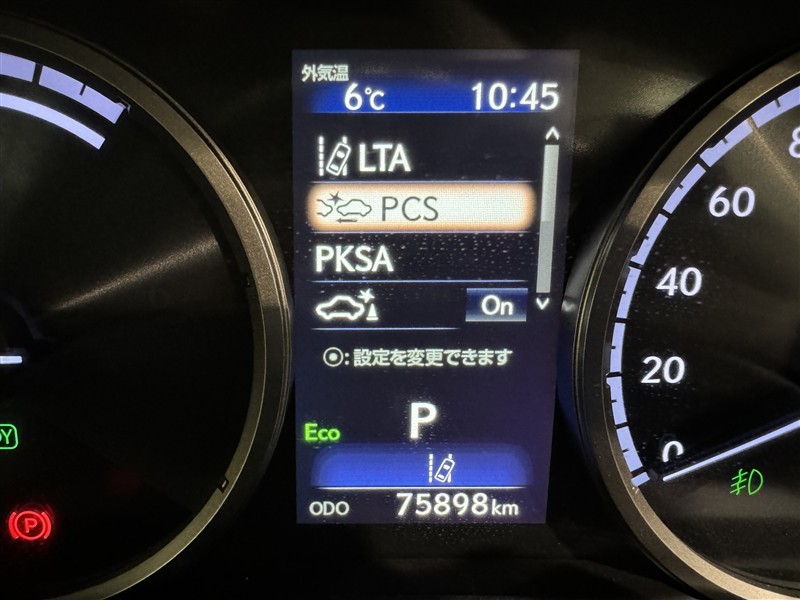 外気温
6℃ 10:45
LTA
PCS
PKSA
On
:設定を変更できます
P
Eco
ODO 75898km
P
60
40
20
0